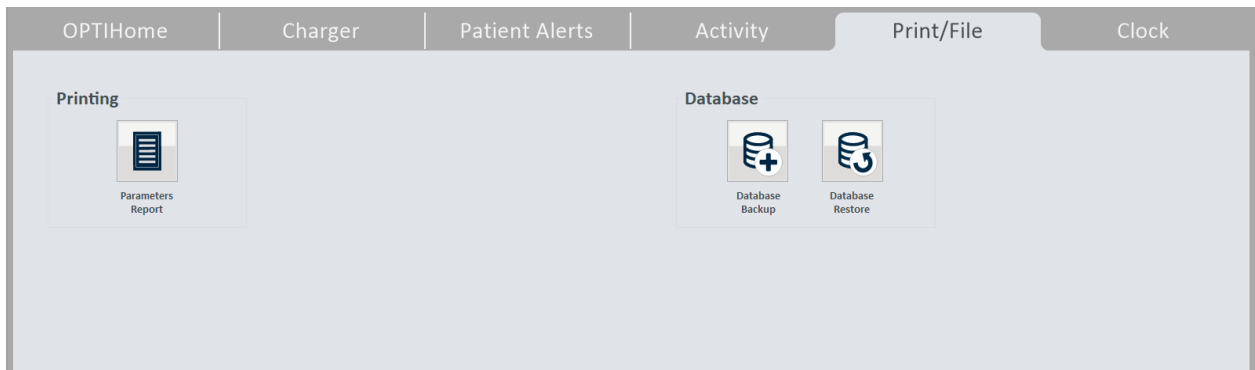 OPTIHome
Charger
Patient Alerts
Activity
Print/File
Clock
Printing
Parameters
Report
Database
Database
Backup
Database
Restore